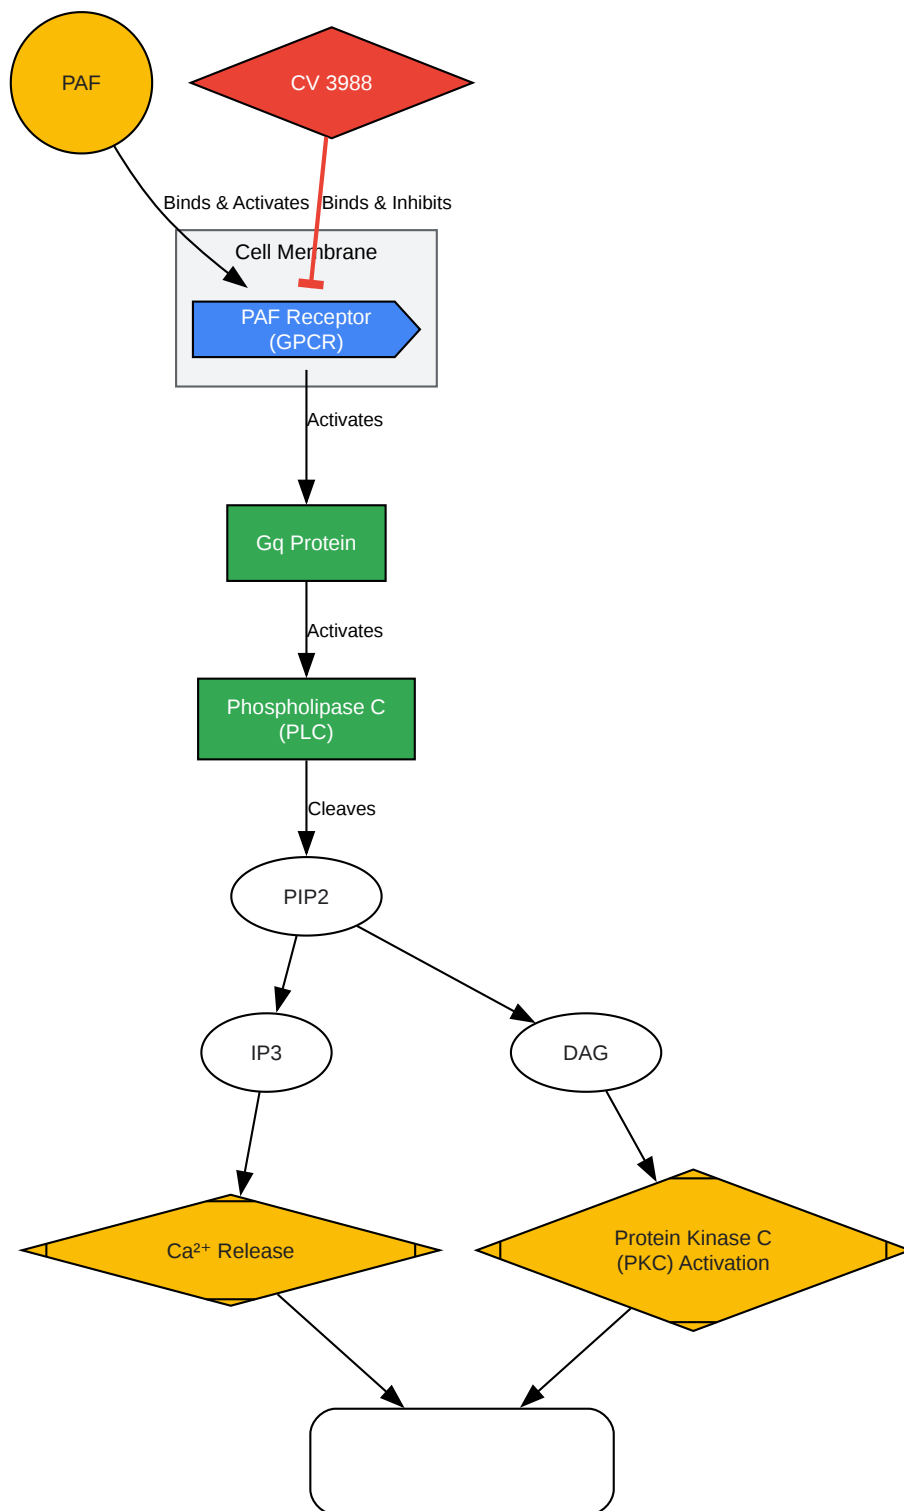 PAF
CV 3988
Binds & Activates
Binds & Inhibits
Cell Membrane
PAF Receptor
(GPCR)
Activates
Gq Protein
Activates
Phospholipase C
(PLC)
Cleaves
PIP2
IP3
DAG
Ca²⁺ Release
Protein Kinase C
(PKC) Activation